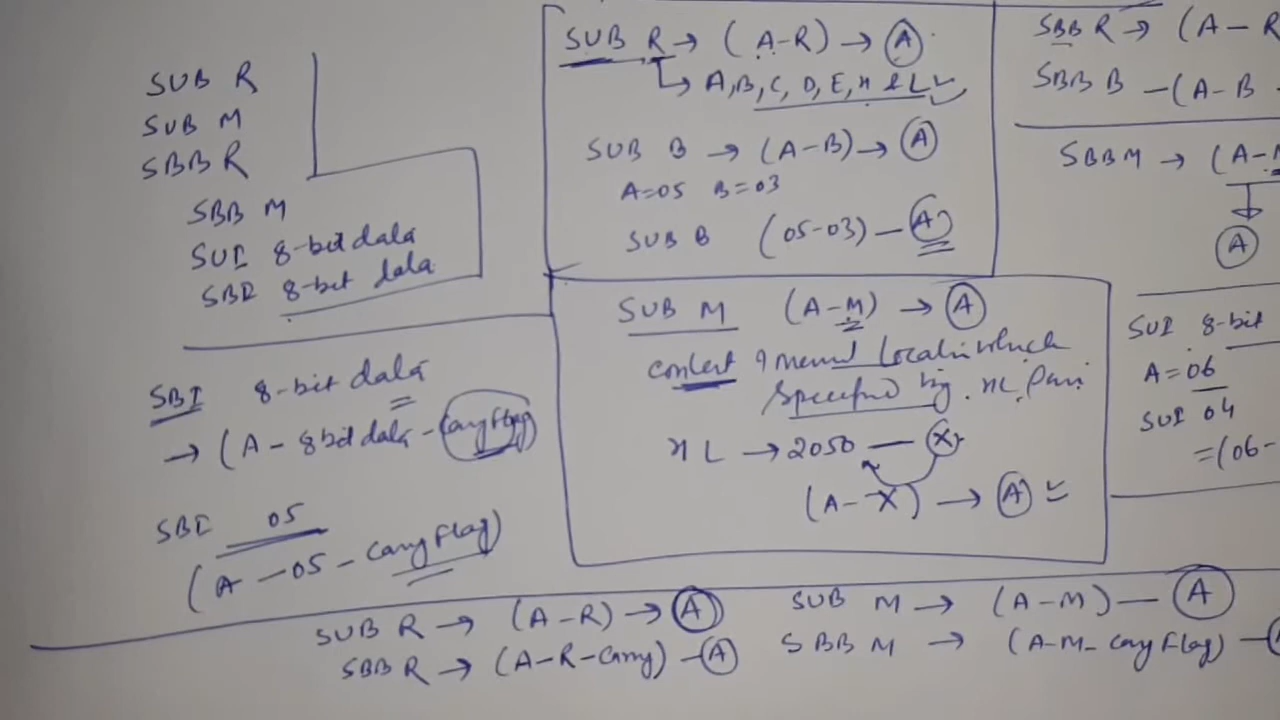 SUB R
SUB M
SBB R
SBB M
SUI 8-bit data
SBI 8-bit data
SBI 8-bit data
→ (A - 8 bit data - Carry Flag)
SBI 05
(A - 05 - Carry Flag)
SUB R → (A-R) → A
↳ A, B, C, D, E, H & L
SUB B → (A-B) → A
A=05 B=03
SUB B (05-03) — A
SUB M (A-M) → A
content of memory location which
specified by HL pair
HL → 2050 — X
(A-X) → A
SBB R → (A - R
SBB B - (A - B -
SBB M → (A-M
A
SUI 8-bit
A=06
SUI 04
=(06-
SUB R → (A-R) → A
SBB R → (A-R-Carry) - A
SUB M → (A-M) — A
SBB M → (A-M- Carry Flag) -